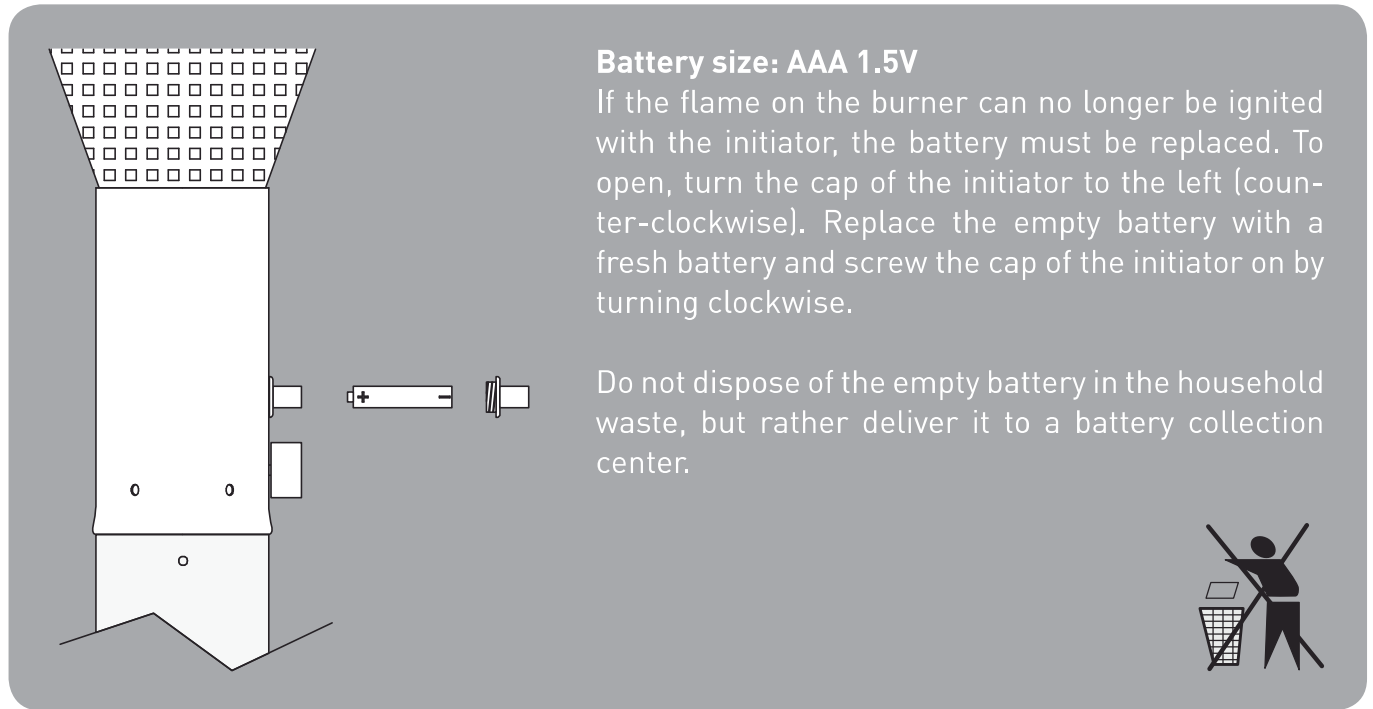 Battery size: AAA 1.5V
If the flame on the burner can no longer be ignited
with the initiator, the battery must be replaced. To
open, turn the cap of the initiator to the left (coun-
ter-clockwise). Replace the empty battery with a
fresh battery and screw the cap of the initiator on by
turning clockwise.
Do not dispose of the empty battery in the household
waste, but rather deliver it to a battery collection
center.
+ −